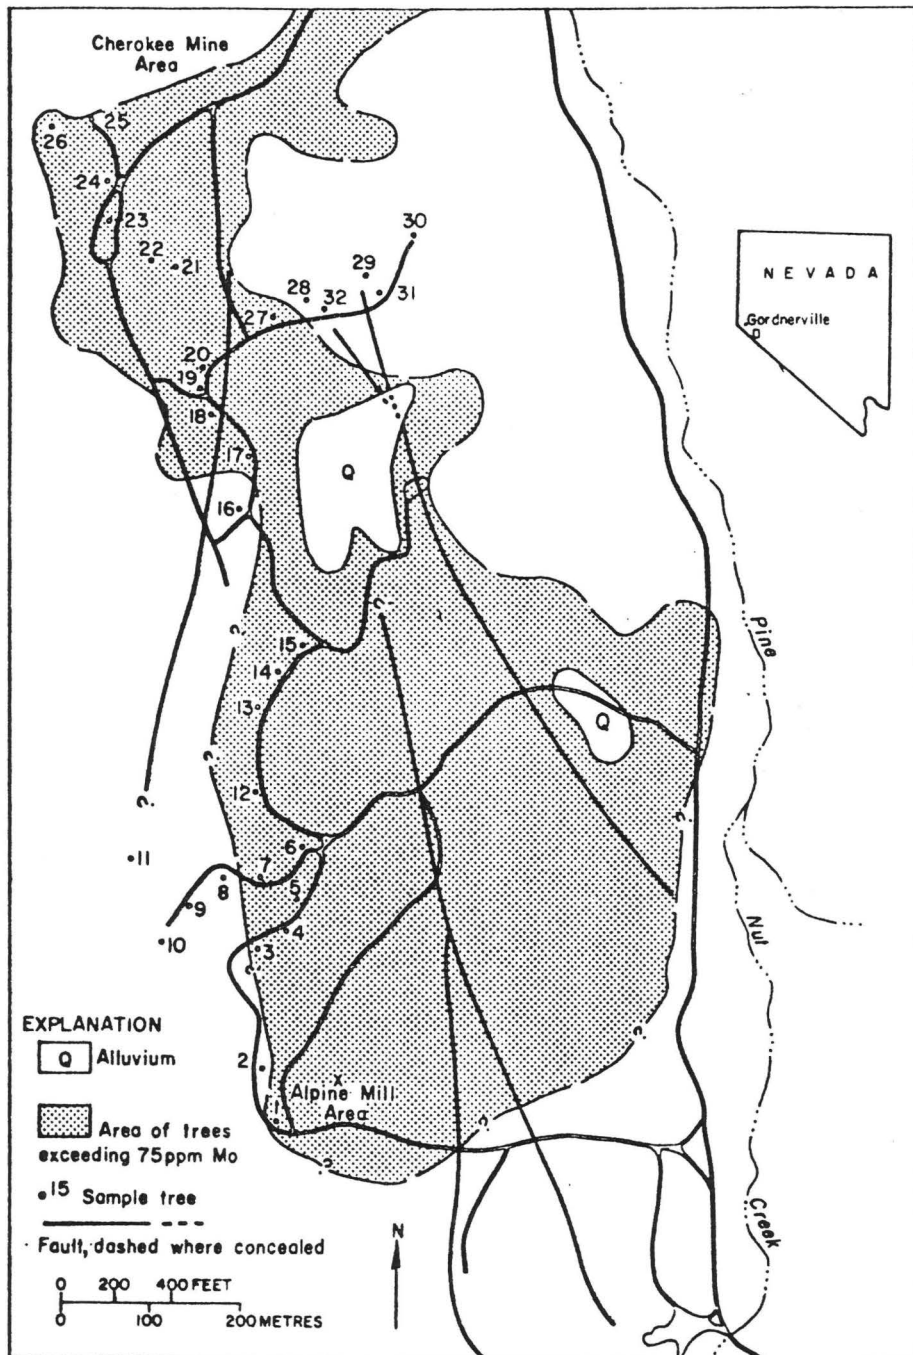 Cherokee Mine
Area
25
26
24
23
22
21
30
29
28
32
31
27
20
19
18
17
16
Q
NEVADA
Gordnerville
?
?
Pine
15
14
13
Q
?
12
?
?
11
6
7
5
8
9
4
10
3
?
Nut
?
2
EXPLANATION
Q Alluvium
x
Alpine Mill
Area
1
?
?
Area of trees
exceeding 75ppm Mo
15 Sample tree
Fault, dashed where concealed
N
Creek
0 200 400 FEET
0 100 200 METRES